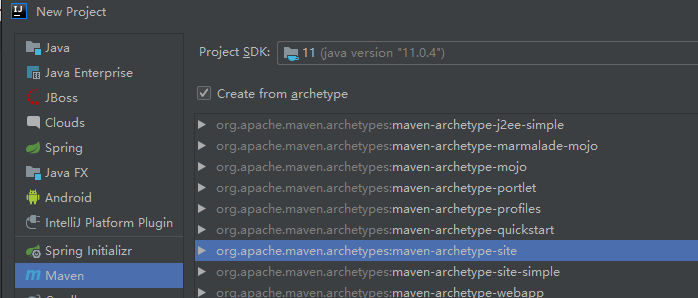 New Project
Java
Java Enterprise
JBoss
Clouds
Spring
Java FX
Android
IntelliJ Platform Plugin
Spring Initializr
Maven
Project SDK: 11 (java version "11.0.4")
Create from archetype
org.apache.maven.archetypes:maven-archetype-j2ee-simple
org.apache.maven.archetypes:maven-archetype-marmalade-mojo
org.apache.maven.archetypes:maven-archetype-mojo
org.apache.maven.archetypes:maven-archetype-portlet
org.apache.maven.archetypes:maven-archetype-profiles
org.apache.maven.archetypes:maven-archetype-quickstart
org.apache.maven.archetypes:maven-archetype-site
org.apache.maven.archetypes:maven-archetype-site-simple
org.apache.maven.archetypes:maven-archetype-webapp